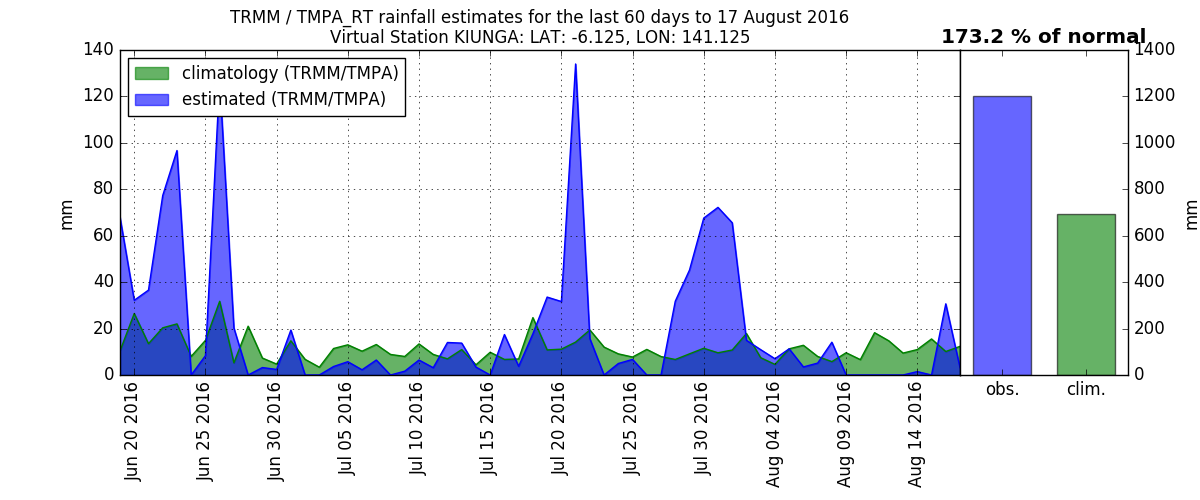 TRMM / TMPA_RT rainfall estimates for the last 60 days to 17 August 2016
Virtual Station KIUNGA: LAT: -6.125, LON: 141.125
173.2 % of normal
climatology (TRMM/TMPA)
estimated (TRMM/TMPA)
140
120
100
80
60
40
20
0
mm
1400
1200
1000
800
600
400
200
0
mm
Jun 20 2016
Jun 25 2016
Jun 30 2016
Jul 05 2016
Jul 10 2016
Jul 15 2016
Jul 20 2016
Jul 25 2016
Jul 30 2016
Aug 04 2016
Aug 09 2016
Aug 14 2016
obs.
clim.